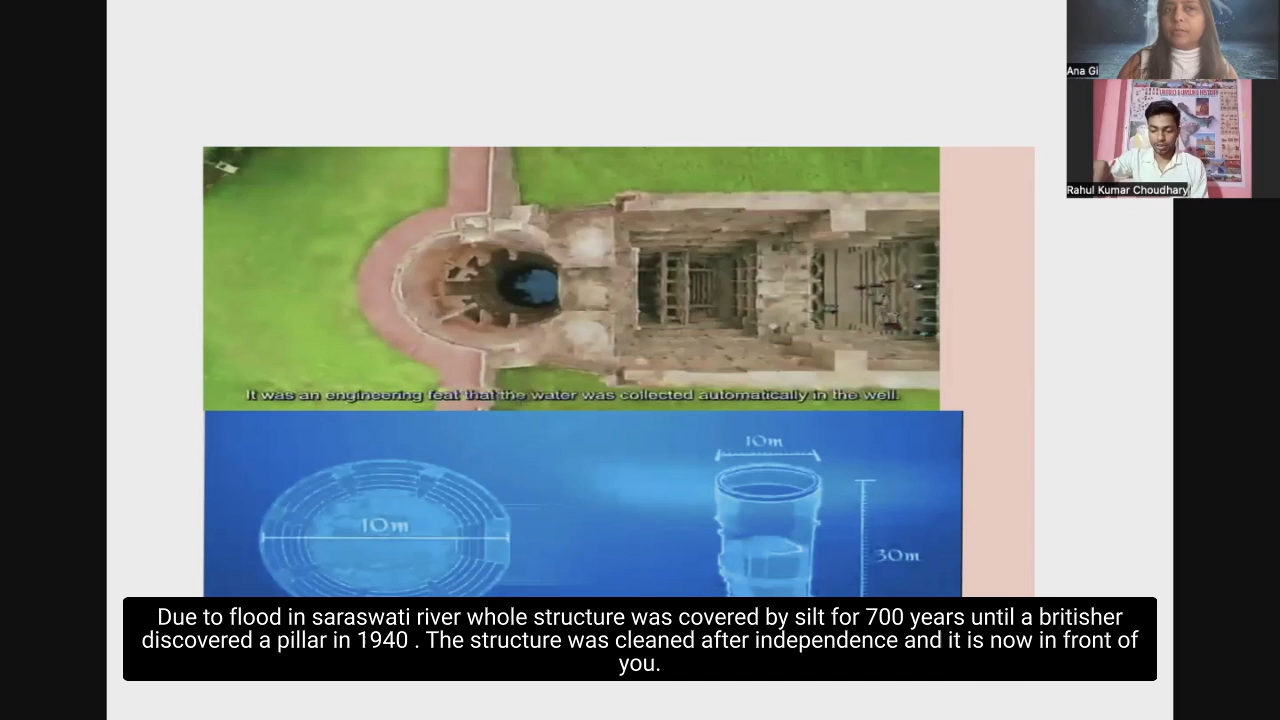 Ana Gi
Rahul Kumar Choudhary
It was an engineering feat that the water was collected automatically in the well.
10m
10m
30m
Due to flood in saraswati river whole structure was covered by silt for 700 years until a britisher
discovered a pillar in 1940 . The structure was cleaned after independence and it is now in front of
you.